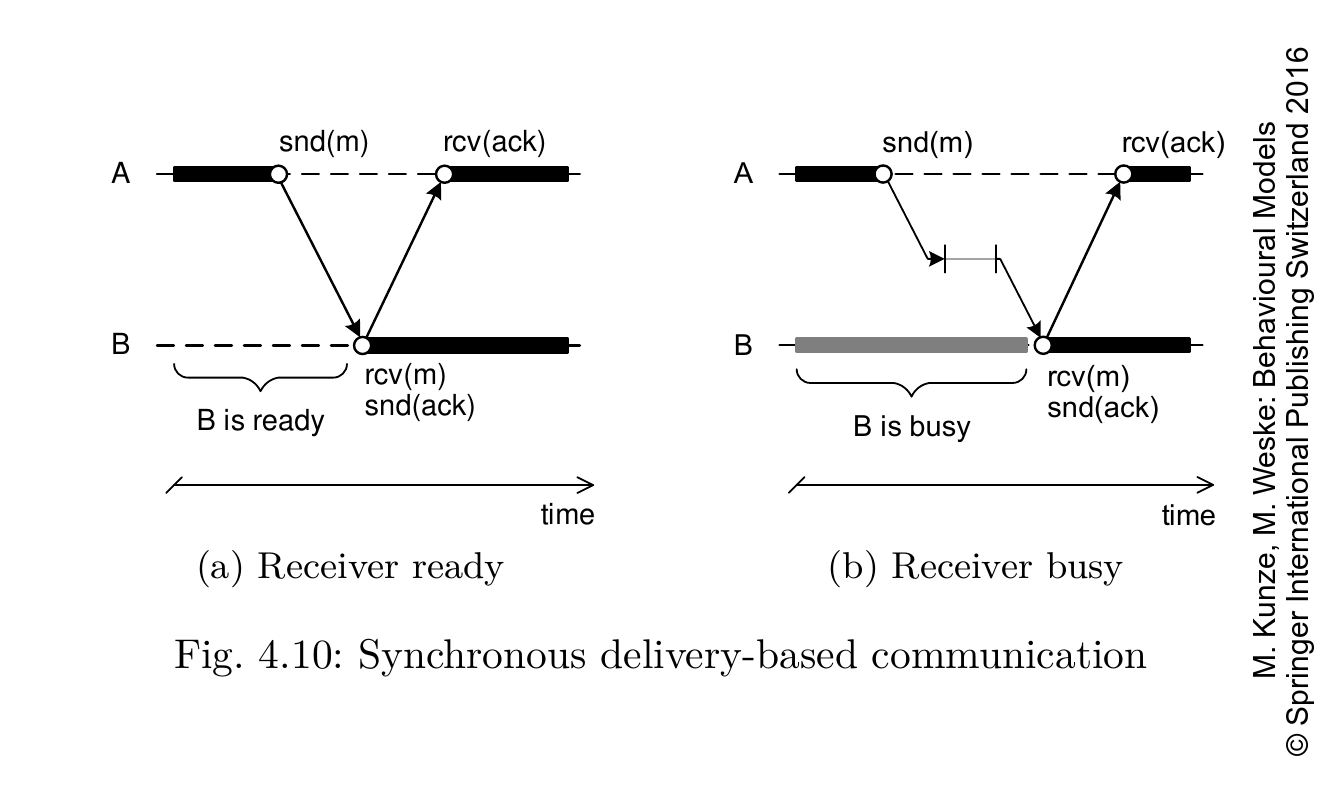 snd(m)
rcv(ack)
A
B
B is ready
rcv(m)
snd(ack)
time
(a) Receiver ready
snd(m)
rcv(ack)
A
B
B is busy
rcv(m)
snd(ack)
time
(b) Receiver busy
Fig. 4.10: Synchronous delivery-based communication
M. Kunze, M. Weske: Behavioural Models
© Springer International Publishing Switzerland 2016